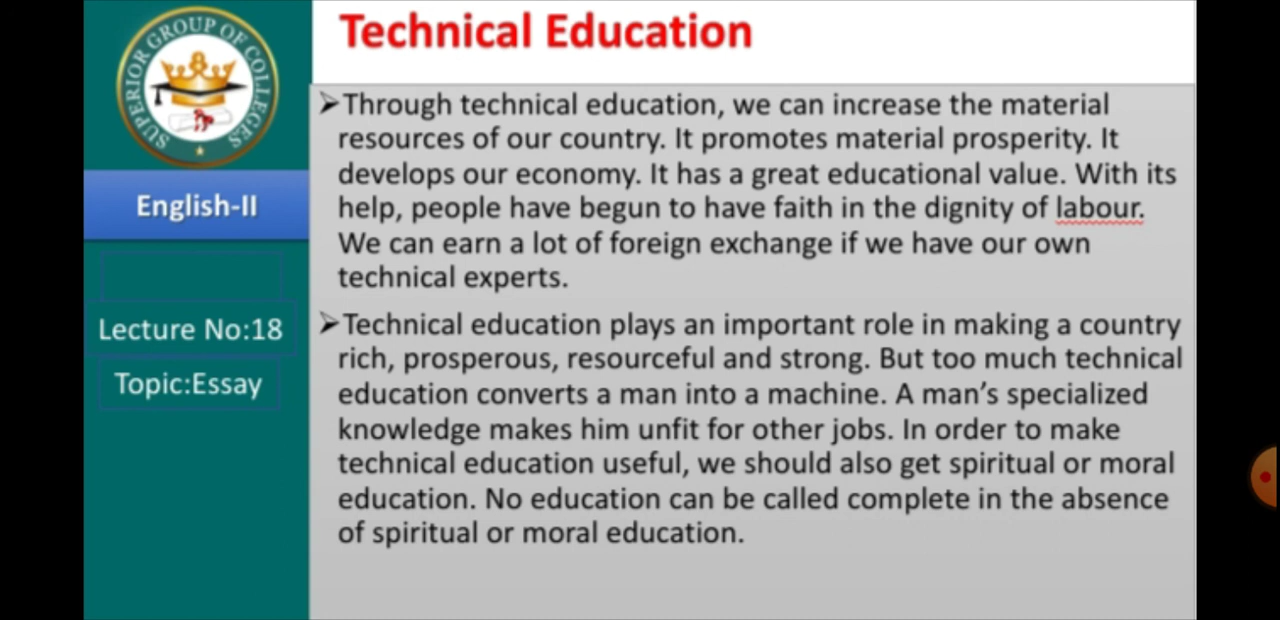 SUPERIOR GROUP OF COLLEGES
English-II
Lecture No:18
Topic:Essay
Technical Education
➢Through technical education, we can increase the material
resources of our country. It promotes material prosperity. It
develops our economy. It has a great educational value. With its
help, people have begun to have faith in the dignity of labour.
We can earn a lot of foreign exchange if we have our own
technical experts.
➢Technical education plays an important role in making a country
rich, prosperous, resourceful and strong. But too much technical
education converts a man into a machine. A man’s specialized
knowledge makes him unfit for other jobs. In order to make
technical education useful, we should also get spiritual or moral
education. No education can be called complete in the absence
of spiritual or moral education.